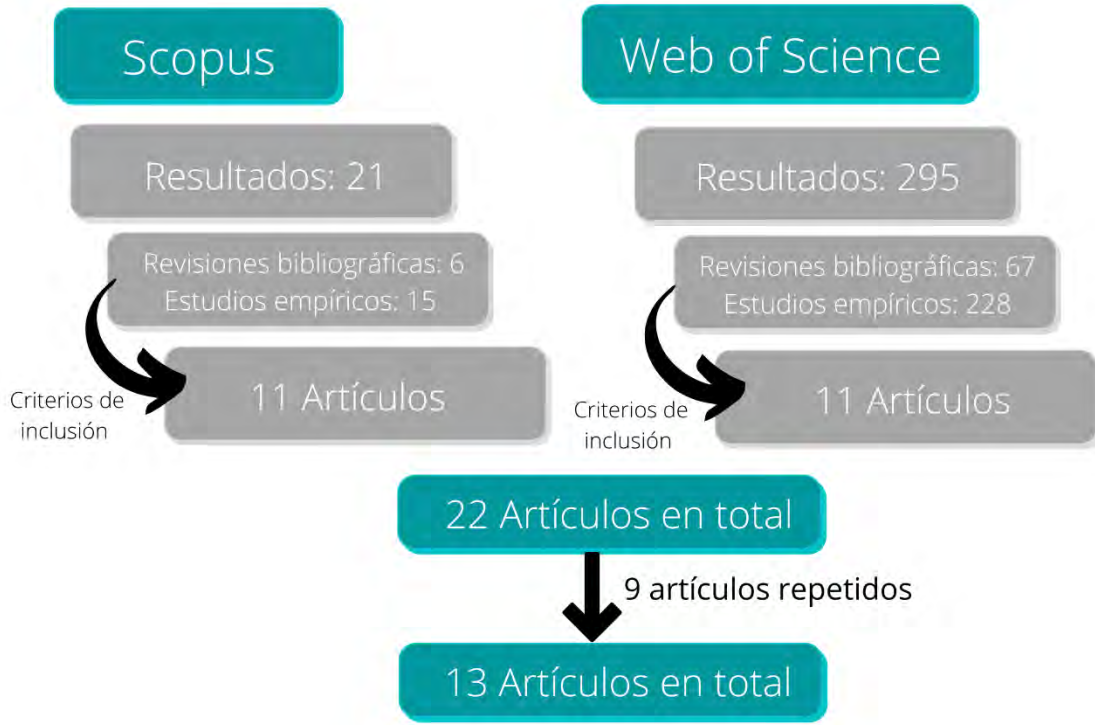 Scopus
Resultados: 21
Revisiones bibliográficas: 6
Estudios empíricos: 15
Criterios de
inclusión
11 Artículos
Web of Science
Resultados: 295
Revisiones bibliográficas: 67
Estudios empíricos: 228
Criterios de
inclusión
11 Artículos
22 Artículos en total
9 artículos repetidos
13 Artículos en total